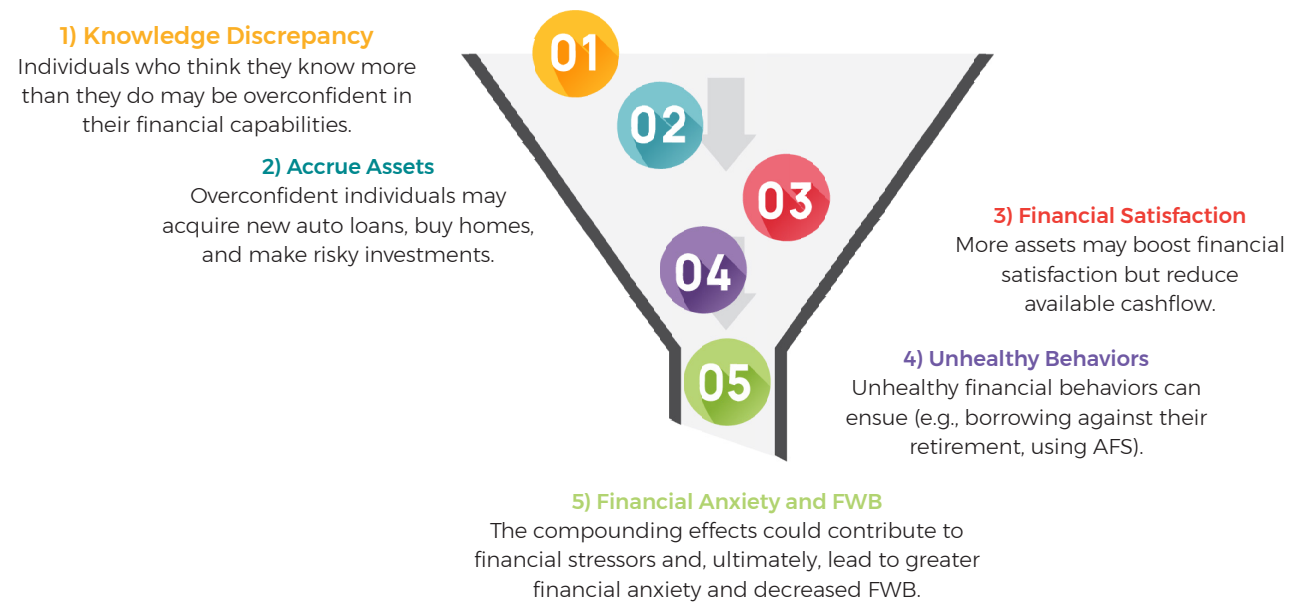 1) Knowledge Discrepancy
Individuals who think they know more
than they do may be overconfident in
their financial capabilities.
01
02
2) Accrue Assets
Overconfident individuals may
acquire new auto loans, buy homes,
and make risky investments.
03
3) Financial Satisfaction
More assets may boost financial
satisfaction but reduce
available cashflow.
04
4) Unhealthy Behaviors
Unhealthy financial behaviors can
ensue (e.g., borrowing against their
retirement, using AFS).
05
5) Financial Anxiety and FWB
The compounding effects could contribute to
financial stressors and, ultimately, lead to greater
financial anxiety and decreased FWB.